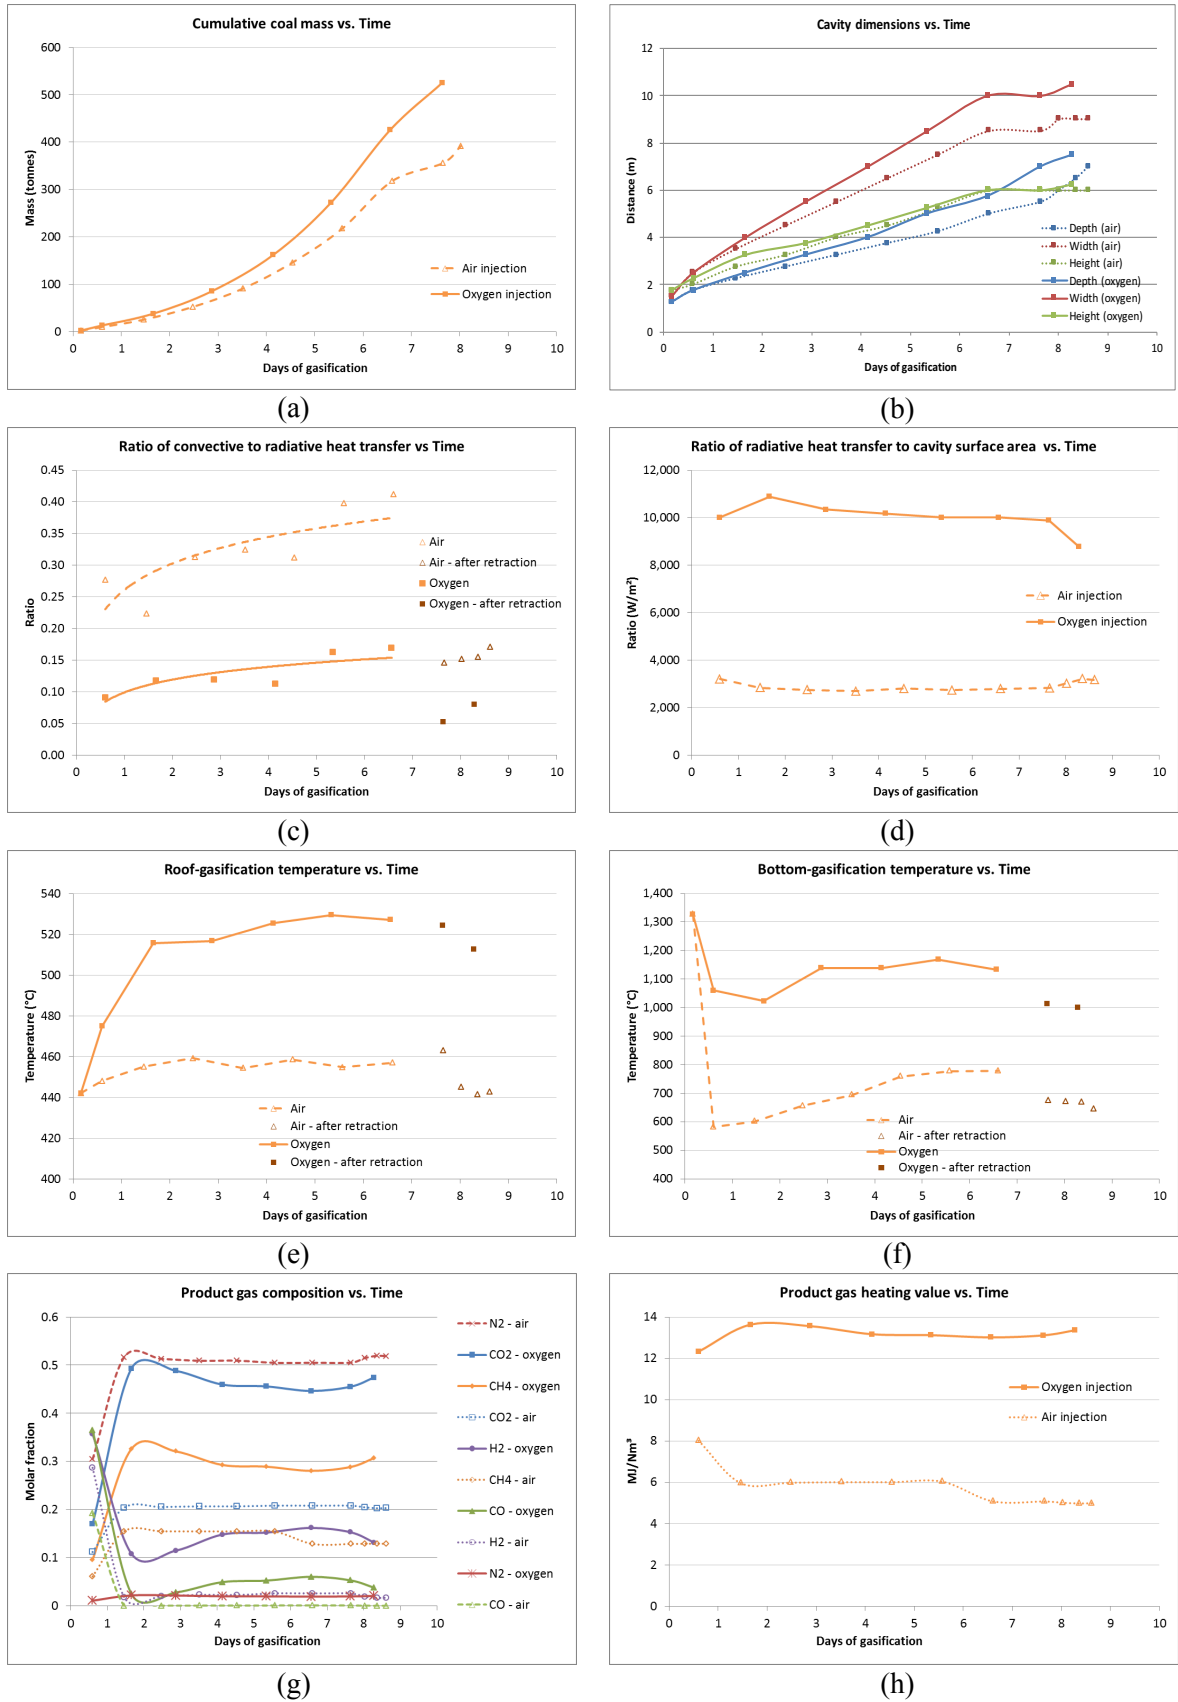 Cumulative coal mass vs. Time
600
500
400
300
200
100
0
Mass (tonnes)
Air injection
Oxygen injection
0 1 2 3 4 5 6 7 8 9 10
Days of gasification
(a)
Cavity dimensions vs. Time
12
10
8
6
4
2
0
Distance (m)
Depth (air)
Width (air)
Height (air)
Depth (oxygen)
Width (oxygen)
Height (oxygen)
0 1 2 3 4 5 6 7 8 9 10
Days of gasification
(b)
Ratio of convective to radiative heat transfer vs Time
0.45
0.40
0.35
0.30
0.25
0.20
0.15
0.10
0.05
0.00
Ratio
Air
Air - after retraction
Oxygen
Oxygen - after retraction
0 1 2 3 4 5 6 7 8 9 10
Days of gasification
(c)
Ratio of radiative heat transfer to cavity surface area vs. Time
12,000
10,000
8,000
6,000
4,000
2,000
0
Ratio (W/m²)
Air injection
Oxygen injection
0 1 2 3 4 5 6 7 8 9 10
Days of gasification
(d)
Roof-gasification temperature vs. Time
540
520
500
480
460
440
420
400
Temperature (°C)
Air
Air - after retraction
Oxygen
Oxygen - after retraction
0 1 2 3 4 5 6 7 8 9 10
Days of gasification
(e)
Bottom-gasification temperature vs. Time
1,400
1,300
1,200
1,100
1,000
900
800
700
600
500
400
Temperature (°C)
Air
Air - after retraction
Oxygen
Oxygen - after retraction
0 1 2 3 4 5 6 7 8 9 10
Days of gasification
(f)
Product gas composition vs. Time
0.6
0.5
0.4
0.3
0.2
0.1
0
Molar fraction
N2 - air
CO2 - oxygen
CH4 - oxygen
CO2 - air
H2 - oxygen
CH4 - air
CO - oxygen
H2 - air
N2 - oxygen
CO - air
0 1 2 3 4 5 6 7 8 9 10
Days of gasification
(g)
Product gas heating value vs. Time
14
12
10
8
6
4
2
0
MJ/Nm³
Oxygen injection
Air injection
0 1 2 3 4 5 6 7 8 9 10
Days of gasification
(h)